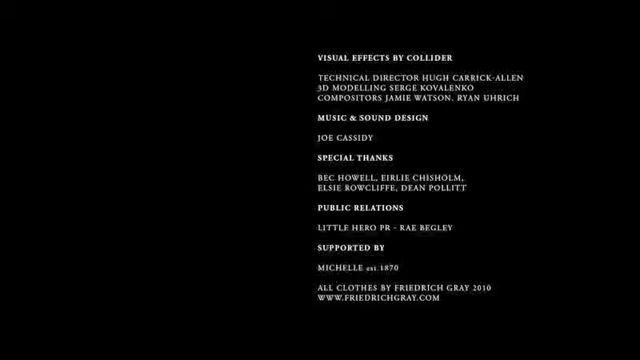 VISUAL EFFECTS BY COLLIDER
TECHNICAL DIRECTOR HUGH CARRICK-ALLEN
3D MODELLING SERGE KOVALENKO
COMPOSITORS JAMIE WATSON. RYAN UHRICH
MUSIC & SOUND DESIGN
JOE CASSIDY
SPECIAL THANKS
BEC HOWELL, EIRLIE CHISHOLM,
ELSIE ROWCLIFFE, DEAN POLLITT
PUBLIC RELATIONS
LITTLE HERO PR - RAE BEGLEY
SUPPORTED BY
MICHELLE est.1870
ALL CLOTHES BY FRIEDRICH GRAY 2010
WWW.FRIEDRICHGRAY.COM